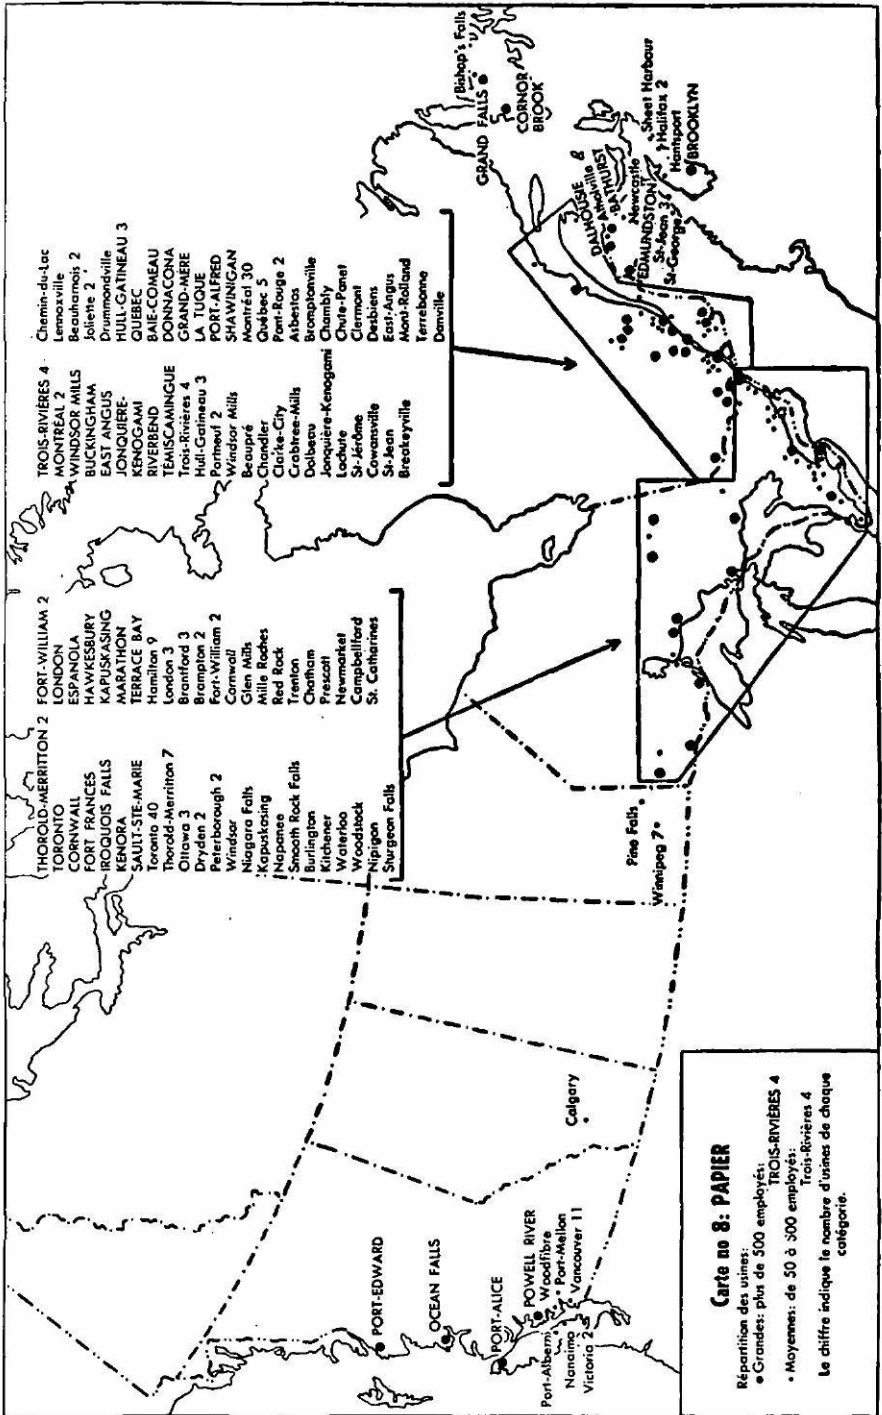 THOROLD-MERRITTON 2
TORONTO
CORNWALL
FORT FRANCES
IROQUOIS FALLS
KENORA
SAULT-STE-MARIE
Toronto 40
Thorold-Merritton 7
Ottawa 3
Dryden 2
Peterborough 2
Windsor
Niagara Falls
Kapuskasing
Napanee
Smooth Rock Falls
Burlington
Kitchener
Waterloo
Woodstock
Nipigon
Sturgeon Falls
FORT-WILLIAM 2
LONDON
ESPANOLA
HAWKESBURY
KAPUSKASING
MARATHON
TERRACE BAY
Hamilton 9
London 3
Brantford 3
Brampton 2
Fort-William 2
Cornwall
Glen Mills
Mille Roches
Red Rock
Trenton
Chatham
Prescott
Newmarket
Campbellford
St. Catharines
TROIS-RIVIÈRES 4
MONTRÉAL 2
WINDSOR MILLS
BUCKINGHAM
EAST ANGUS
JONQUIERE-
KENOGAMI
RIVERBEND
TEMISCAMINGUE
Trois-Rivières 4
Hull-Gatineau 3
Portneuf 2
Windsor Mills
Beaupré
Chandler
Clarke-City
Crabtree-Mills
Dolbeau
Jonquière-Kenogami
Lachute
St-Jérôme
Cowansville
St-Jean
Breakeyville
Chemin-du-Lac
Lennoxville
Beauharnois 2
Joliette 2
Drummondville
HULL-GATINEAU 3
QUEBEC
BAIE-COMEAU
DONNACONA
GRAND-MERE
LA TUQUE
PORT-ALFRED
SHAWINIGAN
Montréal 30
Québec 5
Pont-Rouge 2
Asbestos
Bromptonville
Chambly
Chute-Panet
Clermont
Desbiens
East-Angus
Mont-Rolland
Terrebonne
Danville
Bishop's Falls
GRAND FALLS
CORNOR
BROOK
DALHOUSIE &
Atholville
BATHURST
Newcastle
EDMUNDSTON
St-Jean 3
St-George
Sheet Harbour
Halifax 2
Hantsport
BROOKLYN
PORT-EDWARD
OCEAN FALLS
PORT-ALICE
POWELL RIVER
Woodfibre
Port-Mellon
Vancouver 11
Port-Alberni
Nanaimo
Victoria 2
Calgary
Pine Falls
Winnipeg 7
Carte no 8: PAPIER
Répartition des usines:
• Grandes: plus de 500 employés:
TROIS-RIVIÈRES 4
• Moyennes: de 50 à 500 employés:
Trois-Rivières 4
Le chiffre indique le nombre d'usines de chaque
catégorie.